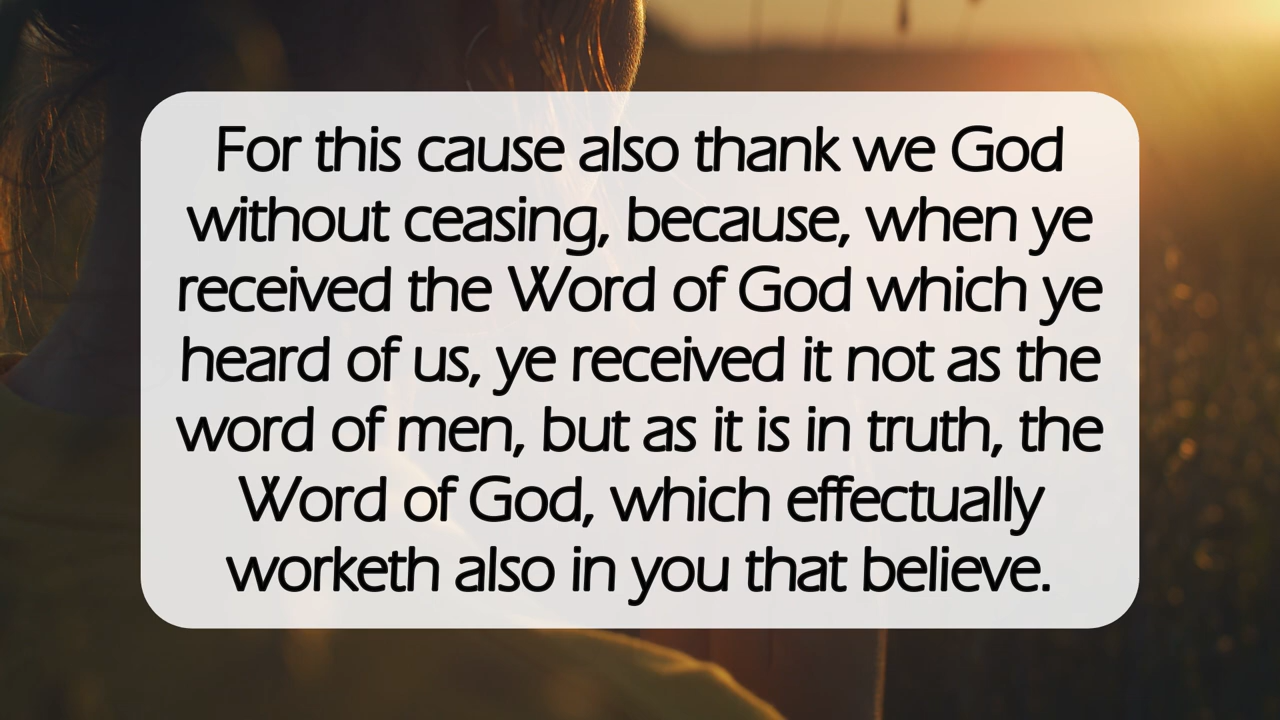 For this cause also thank we God
without ceasing, because, when ye
received the Word of God which ye
heard of us, ye received it not as the
word of men, but as it is in truth, the
Word of God, which effectually
worketh also in you that believe.